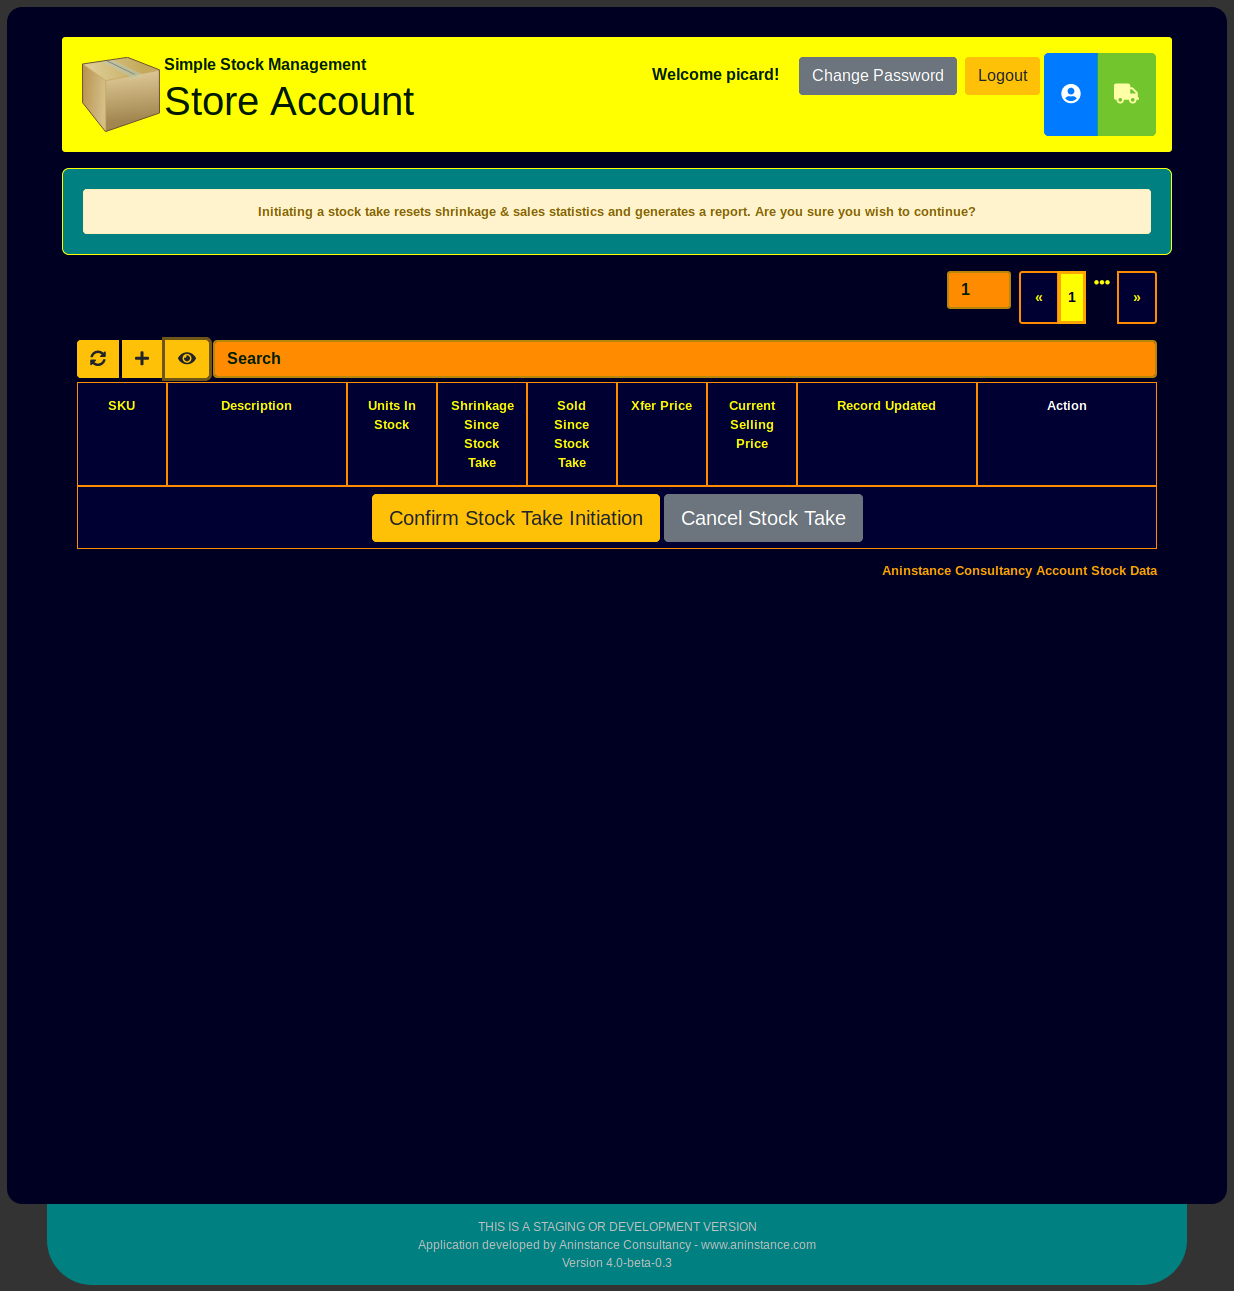 Simple Stock Management
Store Account
Welcome picard!
Change Password
Logout
Initiating a stock take resets shrinkage & sales statistics and generates a report. Are you sure you wish to continue?
1
«
1
•••
»
Search
SKU
Description
Units In
Stock
Shrinkage
Since
Stock
Take
Sold
Since
Stock
Take
Xfer Price
Current
Selling
Price
Record Updated
Action
Confirm Stock Take Initiation
Cancel Stock Take
Aninstance Consultancy Account Stock Data
THIS IS A STAGING OR DEVELOPMENT VERSION
Application developed by Aninstance Consultancy - www.aninstance.com
Version 4.0-beta-0.3